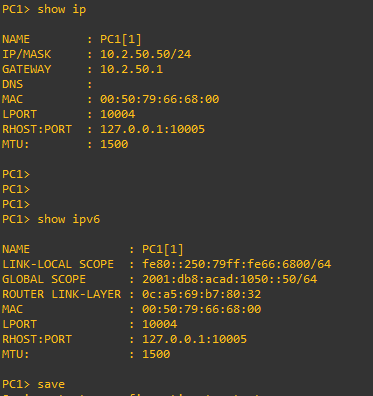 PC1> show ip
NAME : PC1[1]
IP/MASK : 10.2.50.50/24
GATEWAY : 10.2.50.1
DNS :
MAC : 00:50:79:66:68:00
LPORT : 10004
RHOST:PORT : 127.0.0.1:10005
MTU: : 1500
PC1>
PC1>
PC1>
PC1> show ipv6
NAME : PC1[1]
LINK-LOCAL SCOPE : fe80::250:79ff:fe66:6800/64
GLOBAL SCOPE : 2001:db8:acad:1050::50/64
ROUTER LINK-LAYER : 0c:a5:69:b7:80:32
MAC : 00:50:79:66:68:00
LPORT : 10004
RHOST:PORT : 127.0.0.1:10005
MTU: : 1500
PC1> save